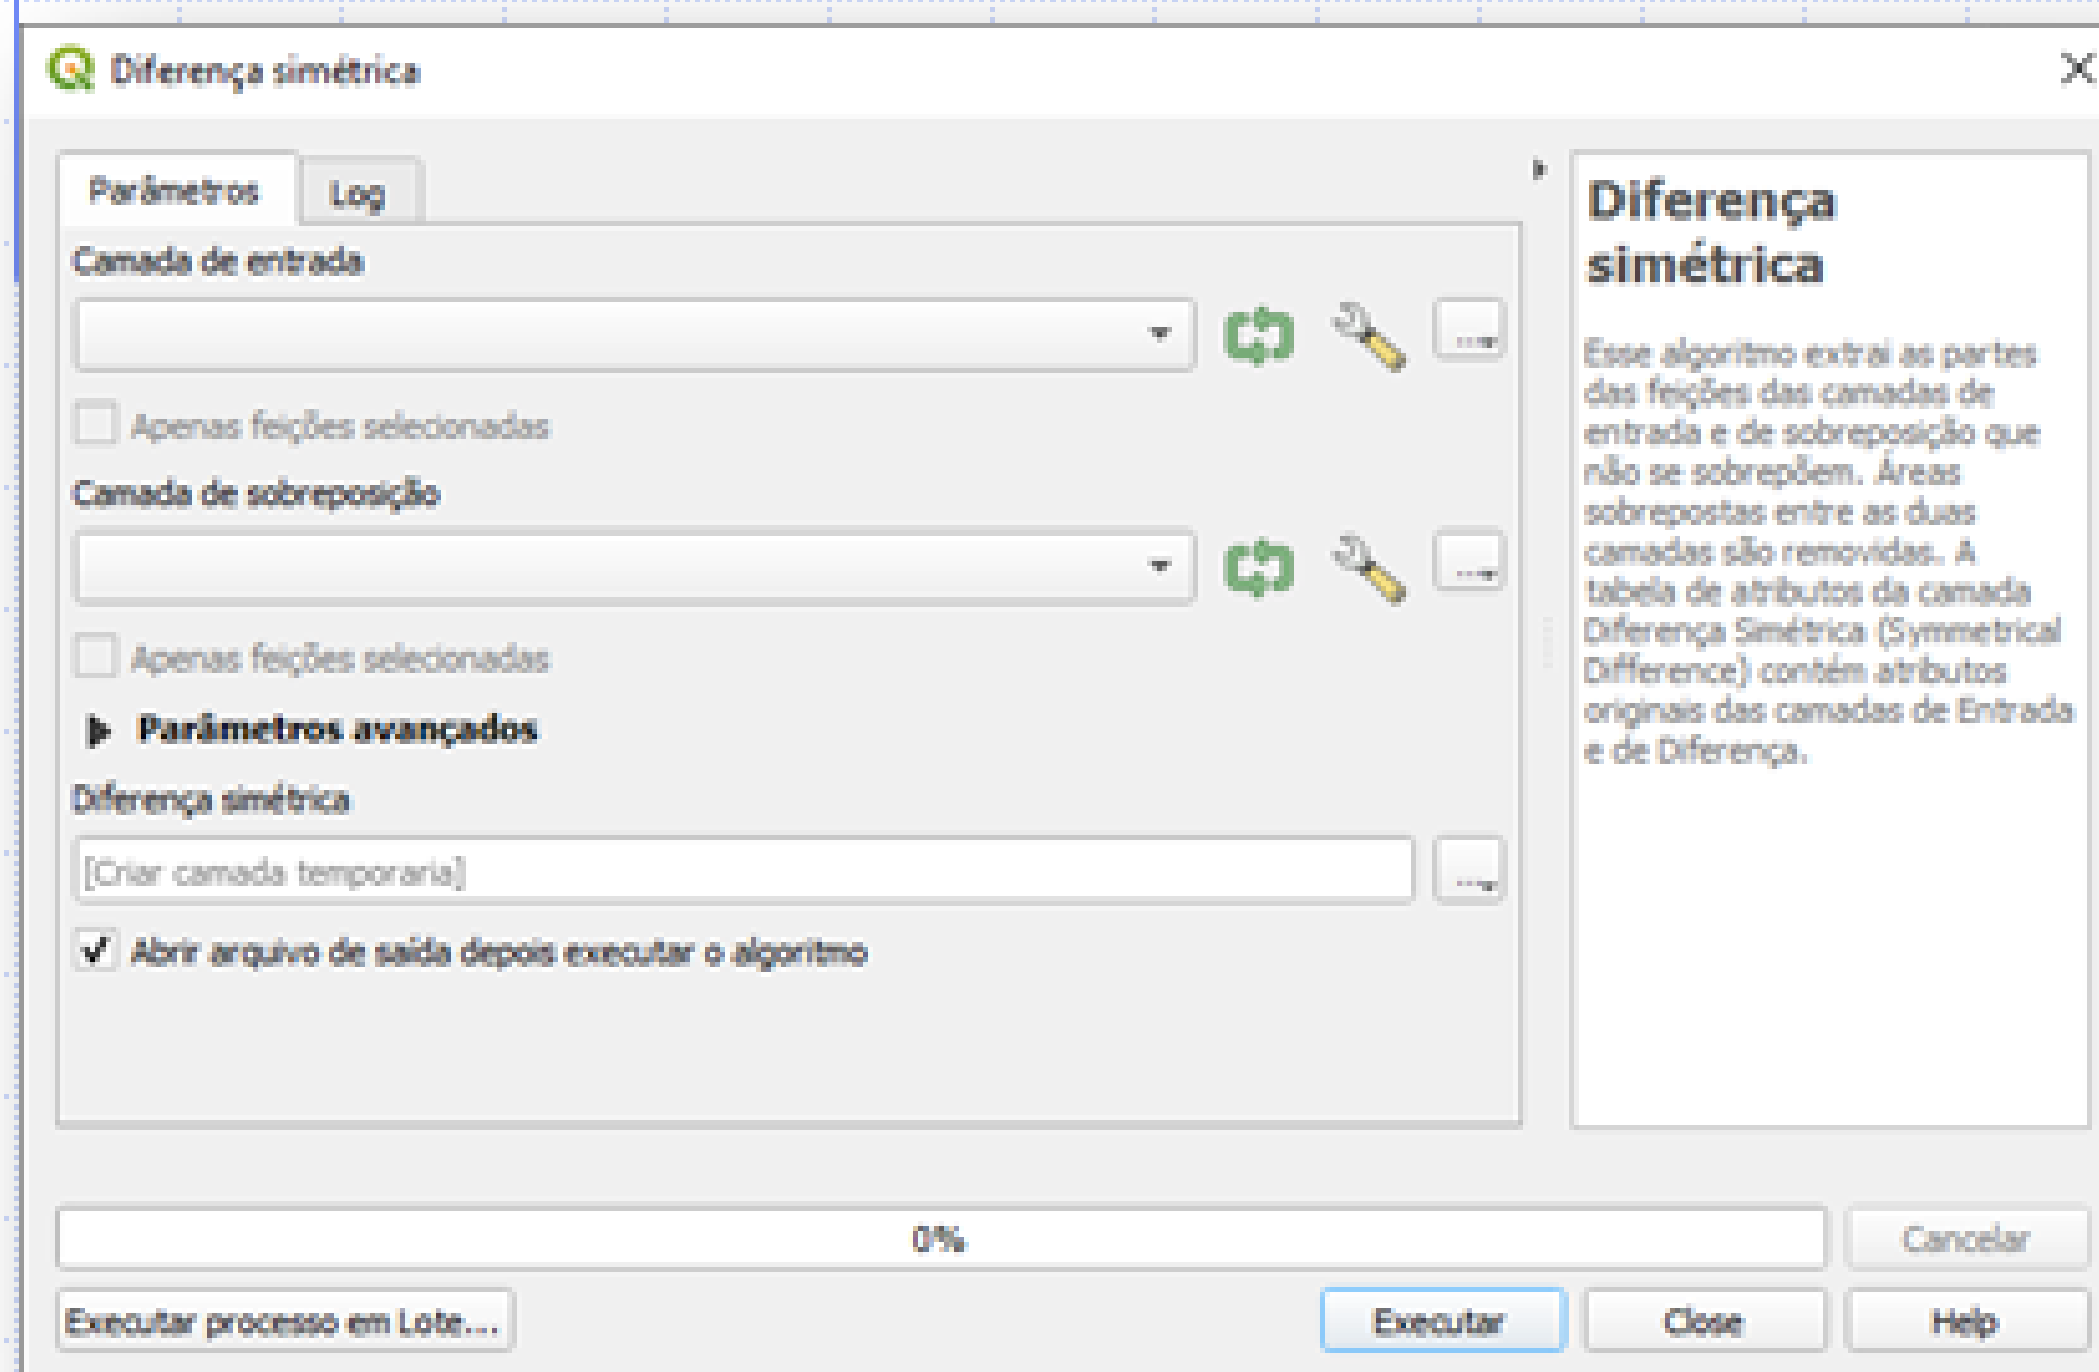 Diferença simétrica
Parâmetros
Log
Camada de entrada
...
Apenas feições selecionadas
Camada de sobreposição
...
Apenas feições selecionadas
Parâmetros avançados
Diferença simétrica
[Criar camada temporaria]
...
Abrir arquivo de saída depois executar o algoritmo
Diferença
simétrica
Esse algoritmo extrai as partes
das feições das camadas de
entrada e de sobreposição que
não se sobrepõem. Áreas
sobrepostas entre as duas
camadas são removidas. A
tabela de atributos da camada
Diferença Simétrica (Symmetrical
Difference) contém atributos
originais das camadas de Entrada
e de Diferença.
0%
Cancelar
Executar processo em Lote...
Executar
Close
Help